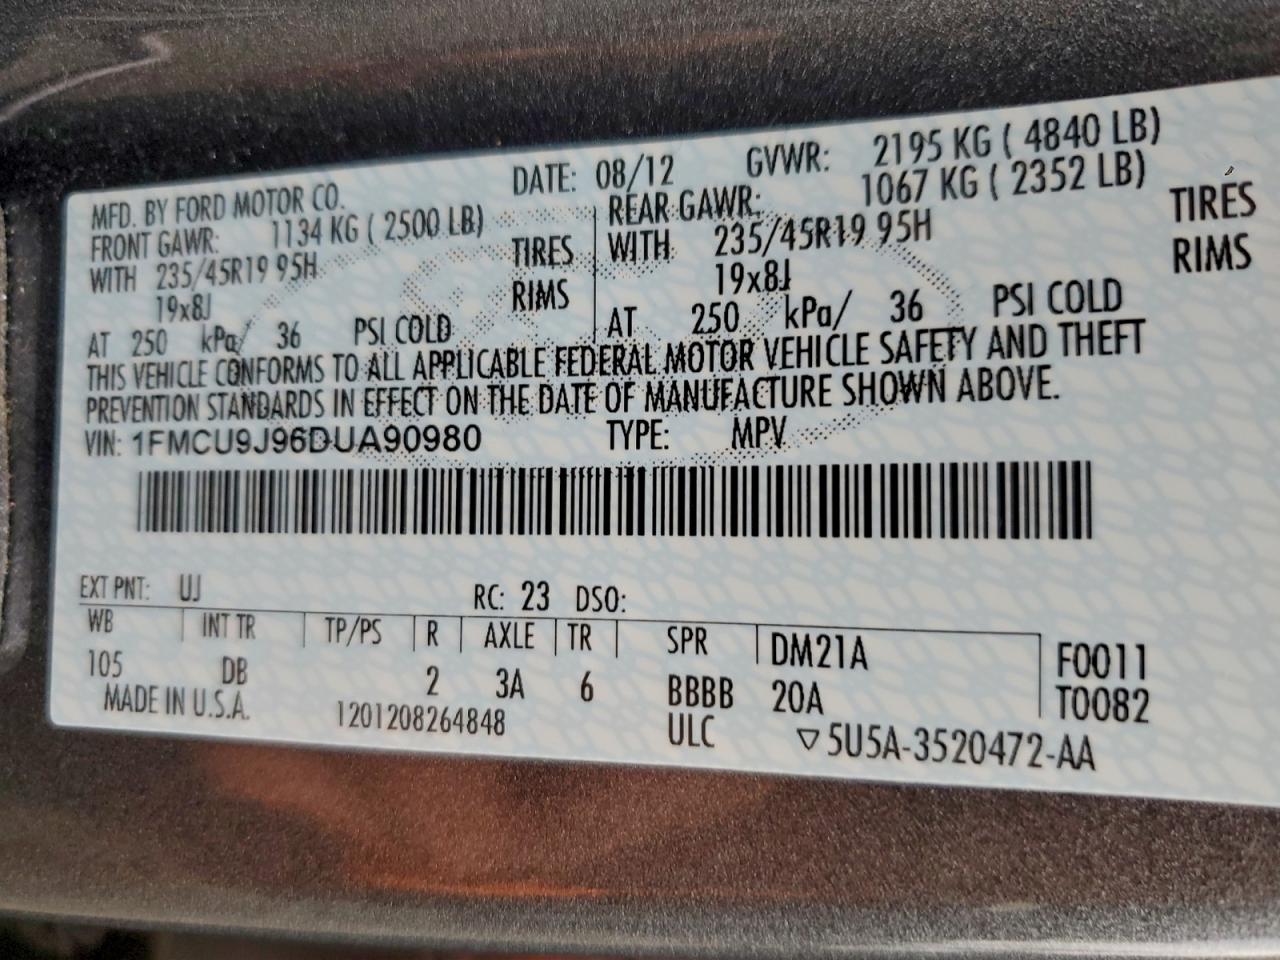 MFD. BY FORD MOTOR CO. DATE: 08/12 GVWR: 2195 KG ( 4840 LB)
FRONT GAWR: 1134 KG ( 2500 LB) REAR GAWR: 1067 KG ( 2352 LB)
WITH 235/45R19 95H TIRES WITH 235/45R19 95H TIRES
19x8J RIMS 19x8J RIMS
AT 250 kPa/ 36 PSI COLD AT 250 kPa/ 36 PSI COLD
THIS VEHICLE CONFORMS TO ALL APPLICABLE FEDERAL MOTOR VEHICLE SAFETY AND THEFT
PREVENTION STANDARDS IN EFFECT ON THE DATE OF MANUFACTURE SHOWN ABOVE.
VIN: 1FMCU9J96DUA90980 TYPE: MPV
EXT PNT: UJ RC: 23 DSO:
WB INT TR TP/PS R AXLE TR SPR DM21A F0011
105 DB 2 3A 6 BBBB 20A T0082
MADE IN U.S.A. 1201208264848 ULC ▽5U5A-3520472-AA